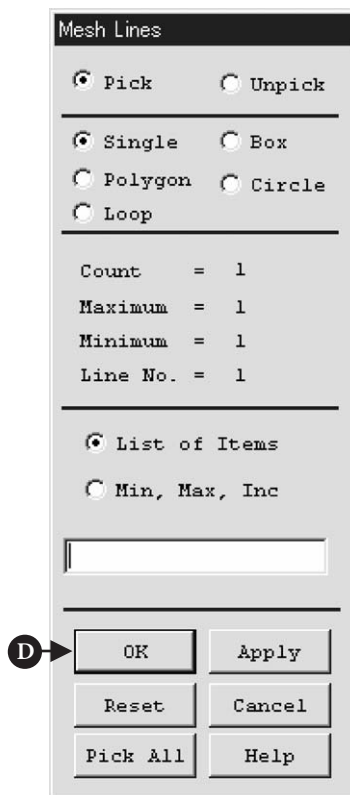 Mesh Lines
Pick Unpick
Single Box
Polygon Circle
Loop
Count = 1
Maximum = 1
Minimum = 1
Line No. = 1
List of Items
Min, Max, Inc
D OK Apply
Reset Cancel
Pick All Help